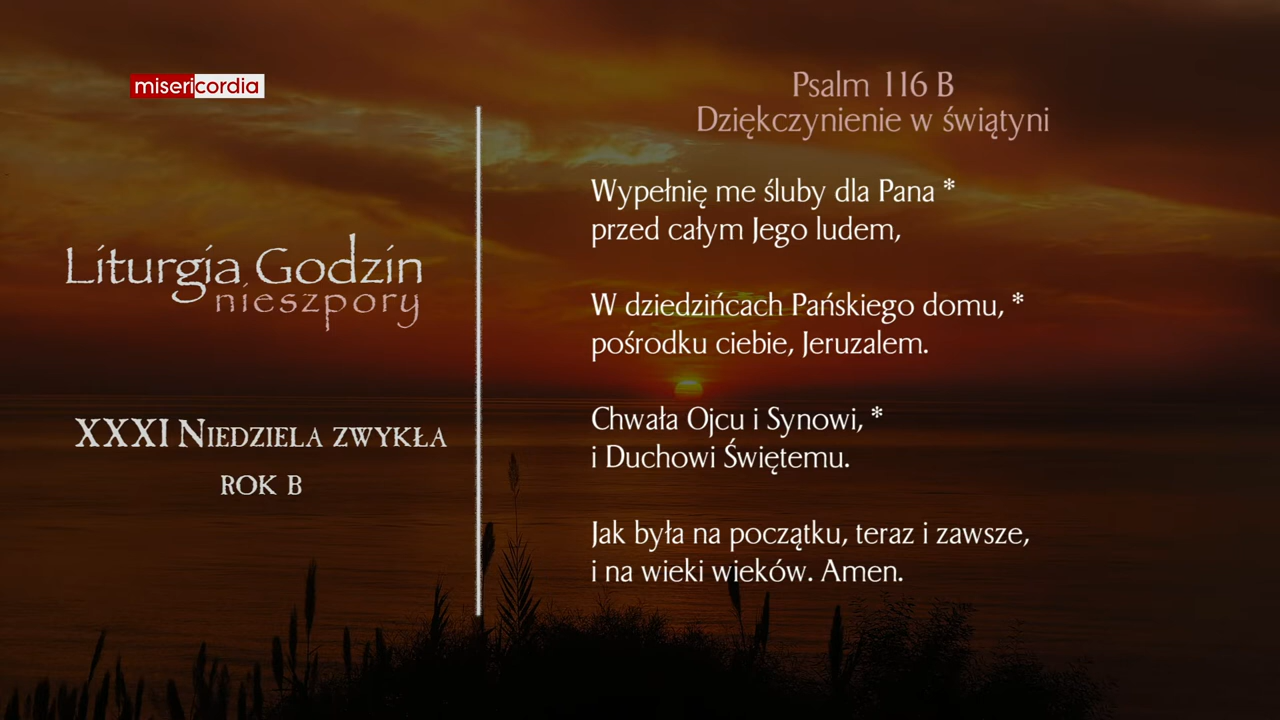 misericordia
Liturgia Godzin
nieszpory
XXXI Niedziela zwykła
rok B
Psalm 116 B
Dziękczynienie w świątyni
Wypełnię me śluby dla Pana *
przed całym Jego ludem,
W dziedzińcach Pańskiego domu, *
pośrodku ciebie, Jeruzalem.
Chwała Ojcu i Synowi, *
i Duchowi Świętemu.
Jak była na początku, teraz i zawsze,
i na wieki wieków. Amen.